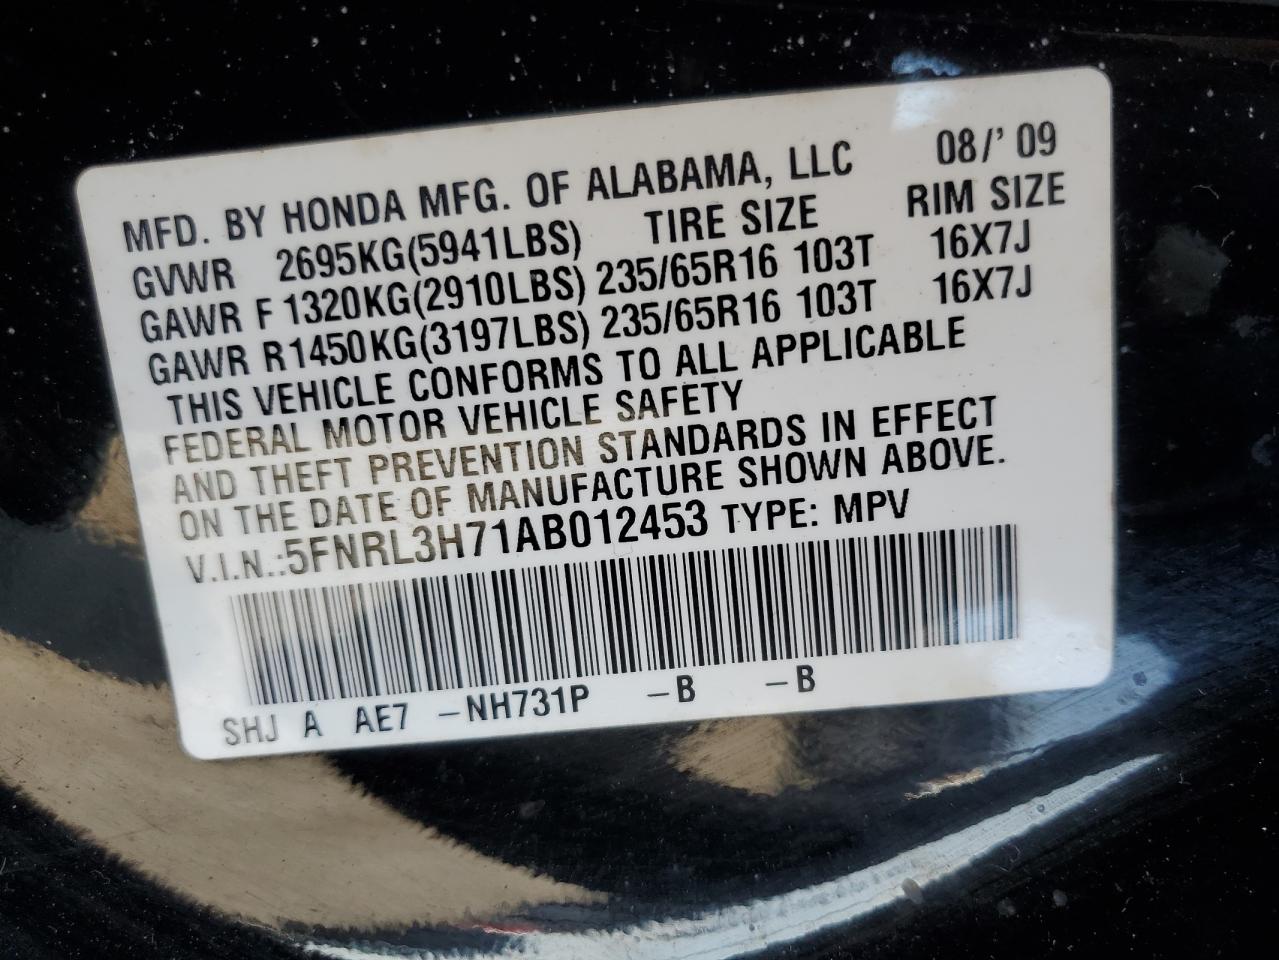 MFD. BY HONDA MFG. OF ALABAMA, LLC 08/' 09
GVWR 2695KG(5941LBS) TIRE SIZE RIM SIZE
GAWR F 1320KG(2910LBS) 235/65R16 103T 16X7J
GAWR R1450KG(3197LBS) 235/65R16 103T 16X7J
THIS VEHICLE CONFORMS TO ALL APPLICABLE
FEDERAL MOTOR VEHICLE SAFETY
AND THEFT PREVENTION STANDARDS IN EFFECT
ON THE DATE OF MANUFACTURE SHOWN ABOVE.
V.I.N.:5FNRL3H71AB012453 TYPE: MPV
SHJ A AE7 -NH731P -B -B